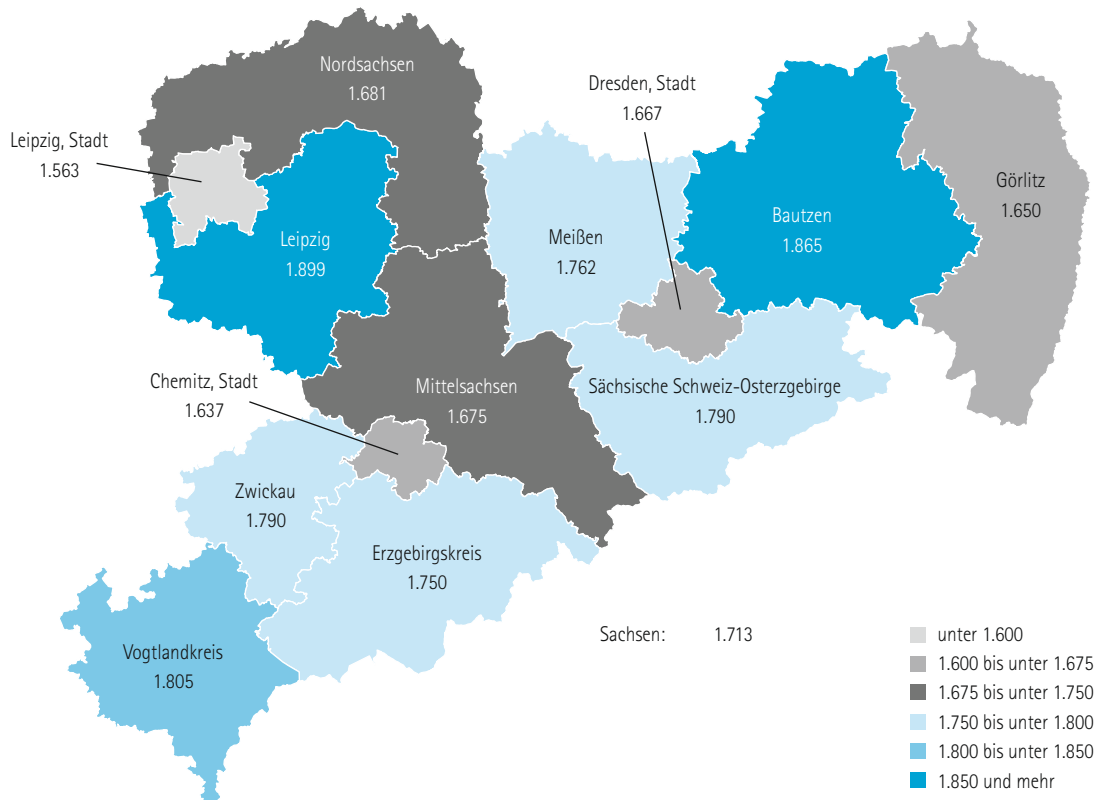 Nordsachsen
1.681
Dresden, Stadt
1.667
Leipzig, Stadt
1.563
Görlitz
1.650
Bautzen
1.865
Leipzig
1.899
Meißen
1.762
Chemitz, Stadt
1.637
Mittelsachsen
1.675
Sächsische Schweiz-Osterzgebirge
1.790
Zwickau
1.790
Erzgebirgskreis
1.750
Vogtlandkreis
1.805
Sachsen: 1.713
unter 1.600
1.600 bis unter 1.675
1.675 bis unter 1.750
1.750 bis unter 1.800
1.800 bis unter 1.850
1.850 und mehr